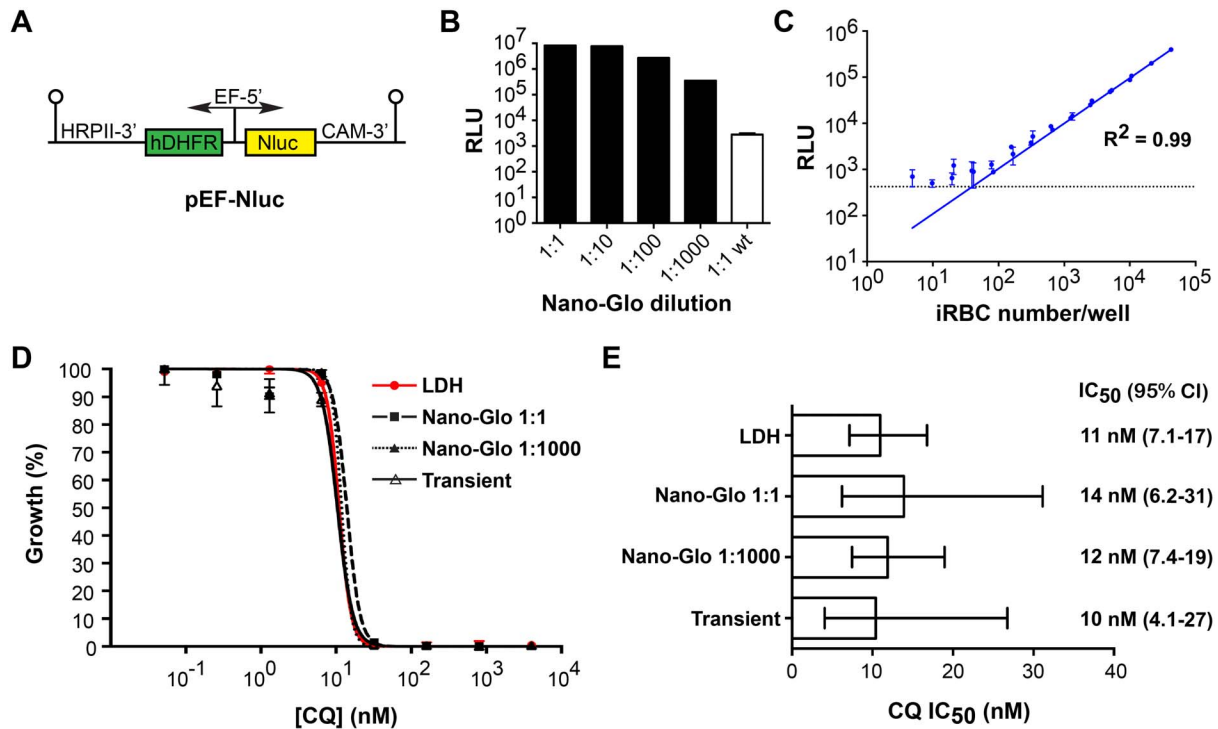 A
EF-5’
HRPII-3’
hDHFR
Nluc
CAM-3’
pEF-Nluc
B
RLU
10^7
10^6
10^5
10^4
10^3
10^2
10^1
10^0
1:1
1:10
1:100
1:1000
1:1 wt
Nano-Glo dilution
C
RLU
10^6
10^5
10^4
10^3
10^2
10^1
R^2 = 0.99
10^0 10^1 10^2 10^3 10^4 10^5
iRBC number/well
D
Growth (%)
100
90
80
70
60
50
40
30
20
10
0
LDH
Nano-Glo 1:1
Nano-Glo 1:1000
Transient
10^-1 10^0 10^1 10^2 10^3 10^4
[CQ] (nM)
E
IC50 (95% CI)
LDH 11 nM (7.1-17)
Nano-Glo 1:1 14 nM (6.2-31)
Nano-Glo 1:1000 12 nM (7.4-19)
Transient 10 nM (4.1-27)
0 10 20 30 40
CQ IC50 (nM)